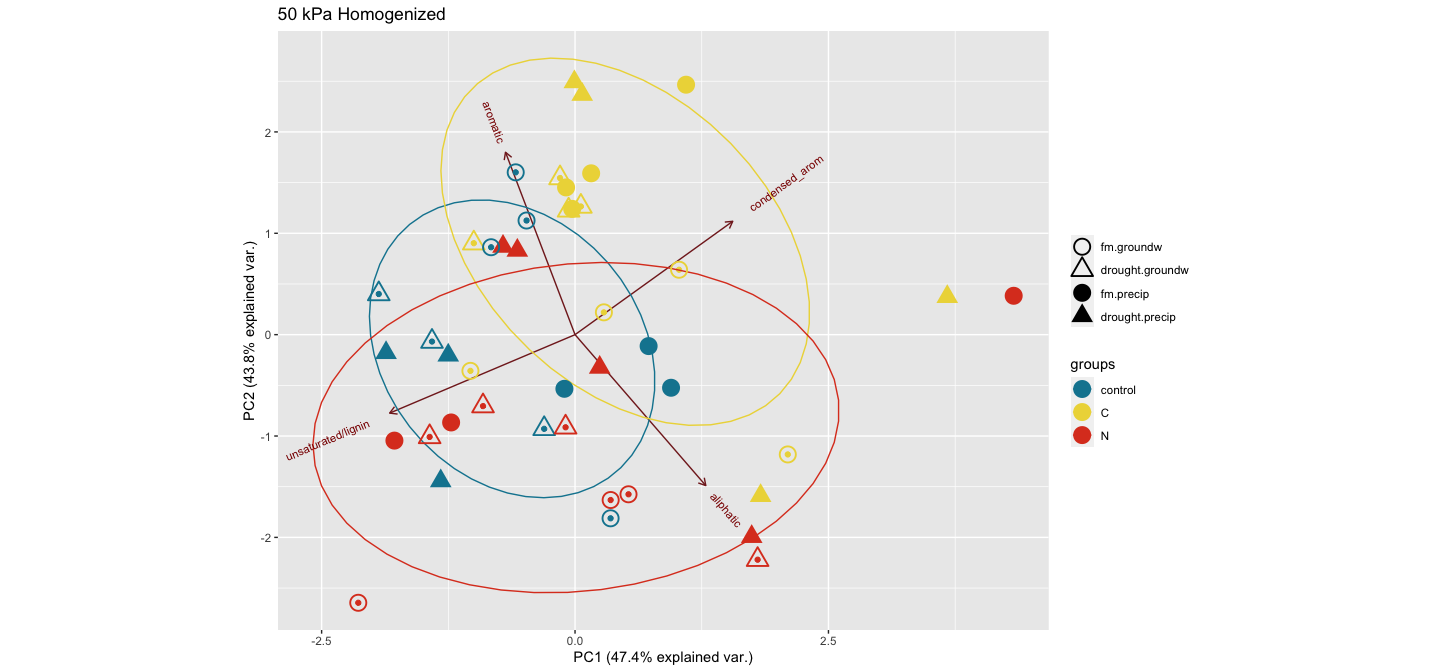 50 kPa Homogenized
aromatic
condensed_arom
unsaturated/lignin
aliphatic
2
1
0
-1
-2
-2.5
0.0
2.5
PC1 (47.4% explained var.)
PC2 (43.8% explained var.)
fm.groundw
drought.groundw
fm.precip
drought.precip
groups
control
C
N